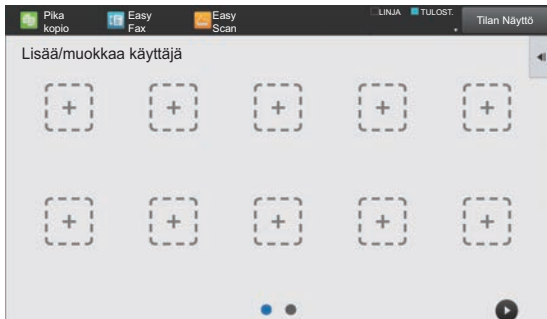 Pika
kopio
Easy
Fax
Easy
Scan
LINJA
TULOST.
Tilan Näyttö
Lisää/muokkaa käyttäjä